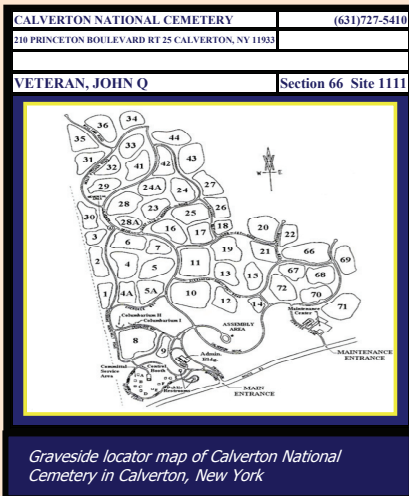 CALVERTON NATIONAL CEMETERY (631)727-5410
210 PRINCETON BOULEVARD RT 25 CALVERTON, NY 11933
VETERAN, JOHN Q Section 66 Site 1111
36 34
35 33 44
31 32 41 42 43
29 24A 24 27
28 23 25 26
30 28A 16 17 18 20 22
3 6 7 19 21 66 69
2 4 5 11 13 15 67 68
1 4A 5A 10 12 14 72 70 71
N
W E
S
Columbarium II
Columbarium I
ASSEMBLY
AREA
Maintenance
Center
8 9
Admin.
Bldg.
MAINTENANCE
ENTRANCE
Committal
Service
Area
Control
Booth
Public
Restrooms
MAIN
ENTRANCE
Graveside locator map of Calverton National
Cemetery in Calverton, New York